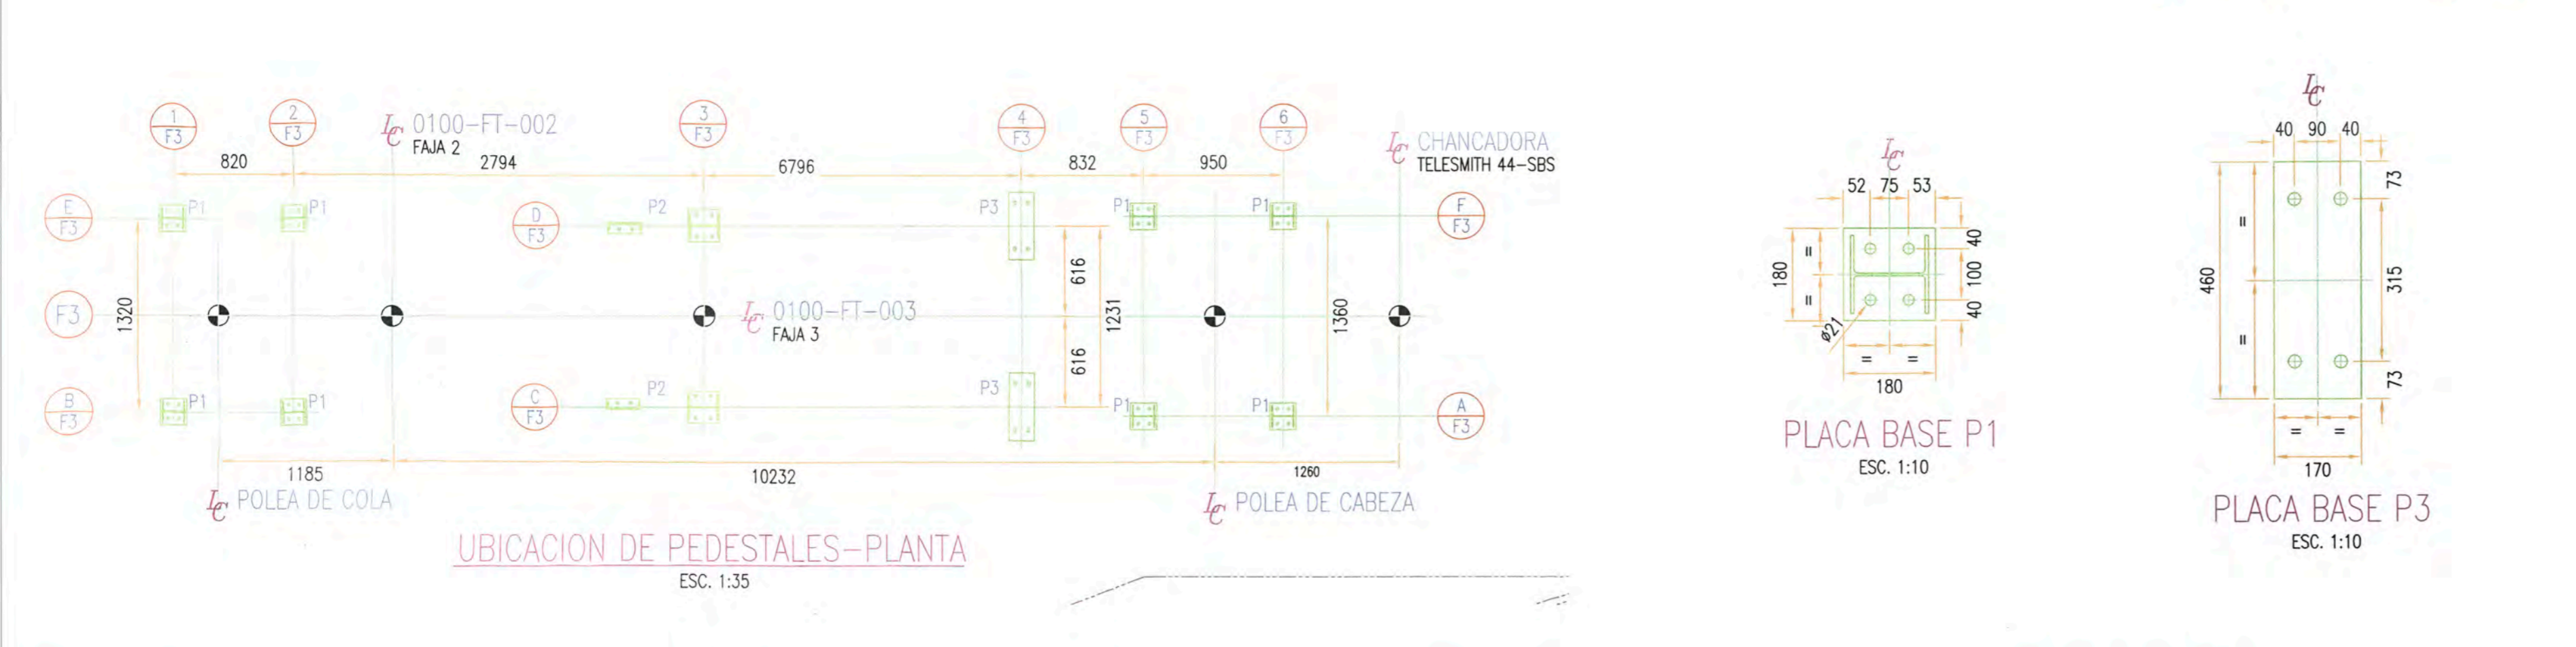 1
F3
2
F3
℄ 0100-FT-002
FAJA 2
3
F3
4
F3
5
F3
6
F3
℄ CHANCADORA
TELESMITH 44-SBS
820
2794
6796
832
950
E
F3
P1
P1
D
F3
P2
P3
P1
P1
F
F3
F3
1320
℄ 0100-FT-003
FAJA 3
616
616
1231
1360
B
F3
P1
P1
C
F3
P2
P3
P1
P1
A
F3
1185
10232
1260
℄ POLEA DE COLA
℄ POLEA DE CABEZA
UBICACION DE PEDESTALES-PLANTA
ESC. 1:35
℄
52 75 53
180
=
=
40
100
40
ø21
= =
180
PLACA BASE P1
ESC. 1:10
℄
40 90 40
460
=
=
73
315
73
= =
170
PLACA BASE P3
ESC. 1:10